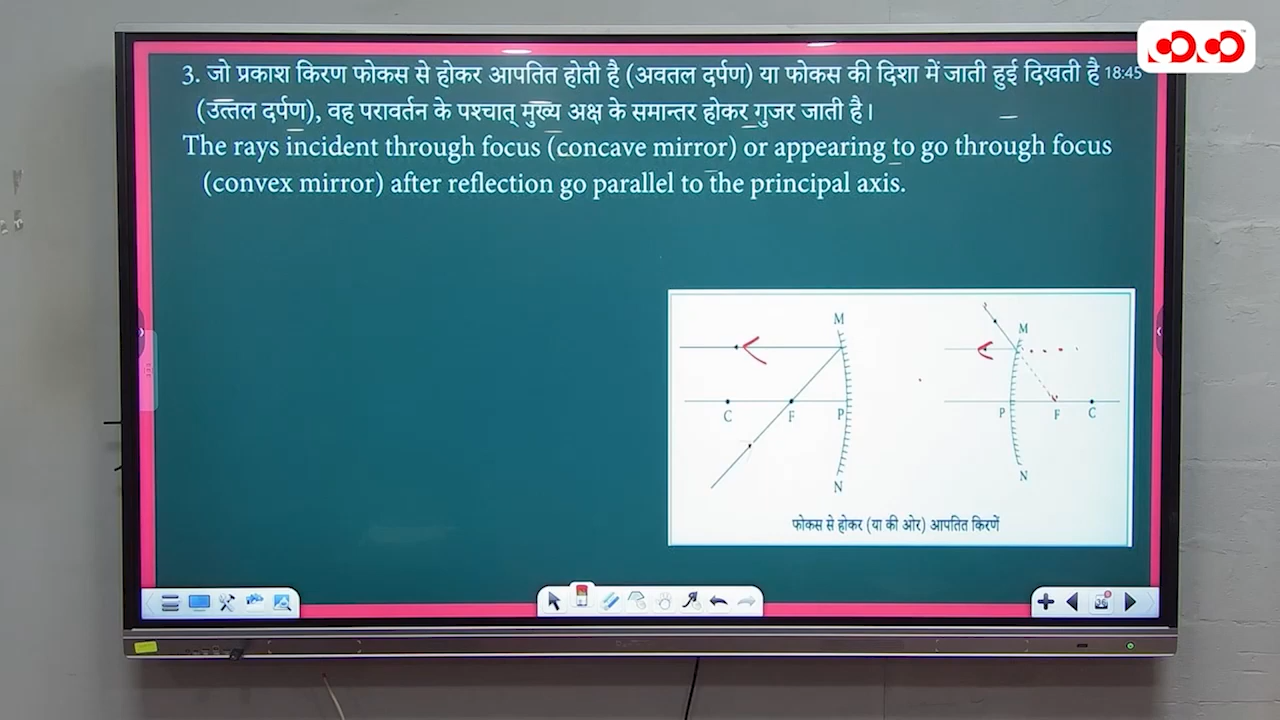 3. जो प्रकाश किरण फोकस से होकर आपतित होती है (अवतल दर्पण) या फोकस की दिशा में जाती हुई दिखती है 18:45
(उत्तल दर्पण), वह परावर्तन के पश्चात् मुख्य अक्ष के समान्तर होकर गुजर जाती है।
The rays incident through focus (concave mirror) or appearing to go through focus
(convex mirror) after reflection go parallel to the principal axis.
M M
C F P P F C
N N
फोकस से होकर (या की ओर) आपतित किरणें
36